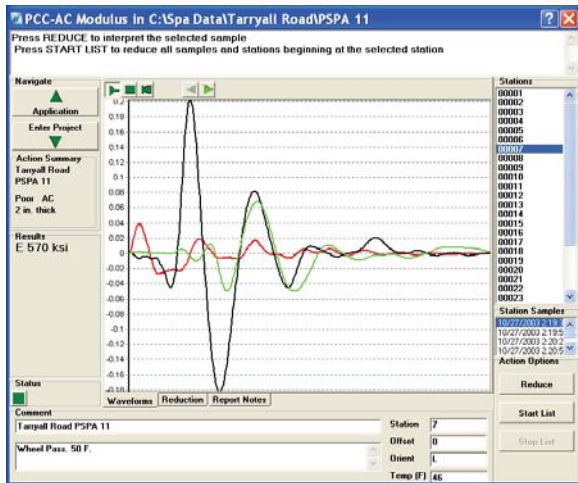 PCC-AC Modulus in C:\Spa Data\Tarryall Road\PSPA 11
Press REDUCE to interpret the selected sample
Press START LIST to reduce all samples and stations beginning at the selected station
Navigate
Application
Enter Project
Action Summary
Tarryall Road
PSPA 11
Poor AC
2 in. thick
Results
E 570 ksi
Status
0.2
0.18
0.16
0.14
0.12
0.1
0.08
0.06
0.04
0.02
0
-0.02
-0.04
-0.06
-0.08
-0.1
-0.12
-0.14
-0.16
-0.18
Waveforms
Reduction
Report Notes
Stations
00001
00002
00003
00004
00005
00006
00007
00008
00009
00010
00011
00012
00013
00014
00015
00016
00017
00018
00019
00020
00021
00022
00023
Station Samples
10/27/2003 2:19:
10/27/2003 2:19:5
10/27/2003 2:20:2
10/27/2003 2:20:5
Action Options
Reduce
Start List
Stop List
Comment
Tarryall Road PSPA 11
Wheel Pass. 50 F.
Station 7
Offset 0
Orient L
Temp (F) 46